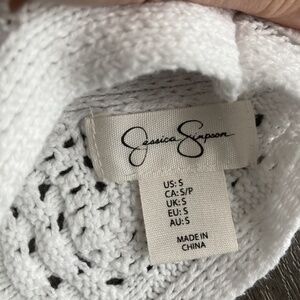 Jessica Simpson
US: S
CA: S/P
UK: S
EU: S
AU: S
MADE IN
CHINA